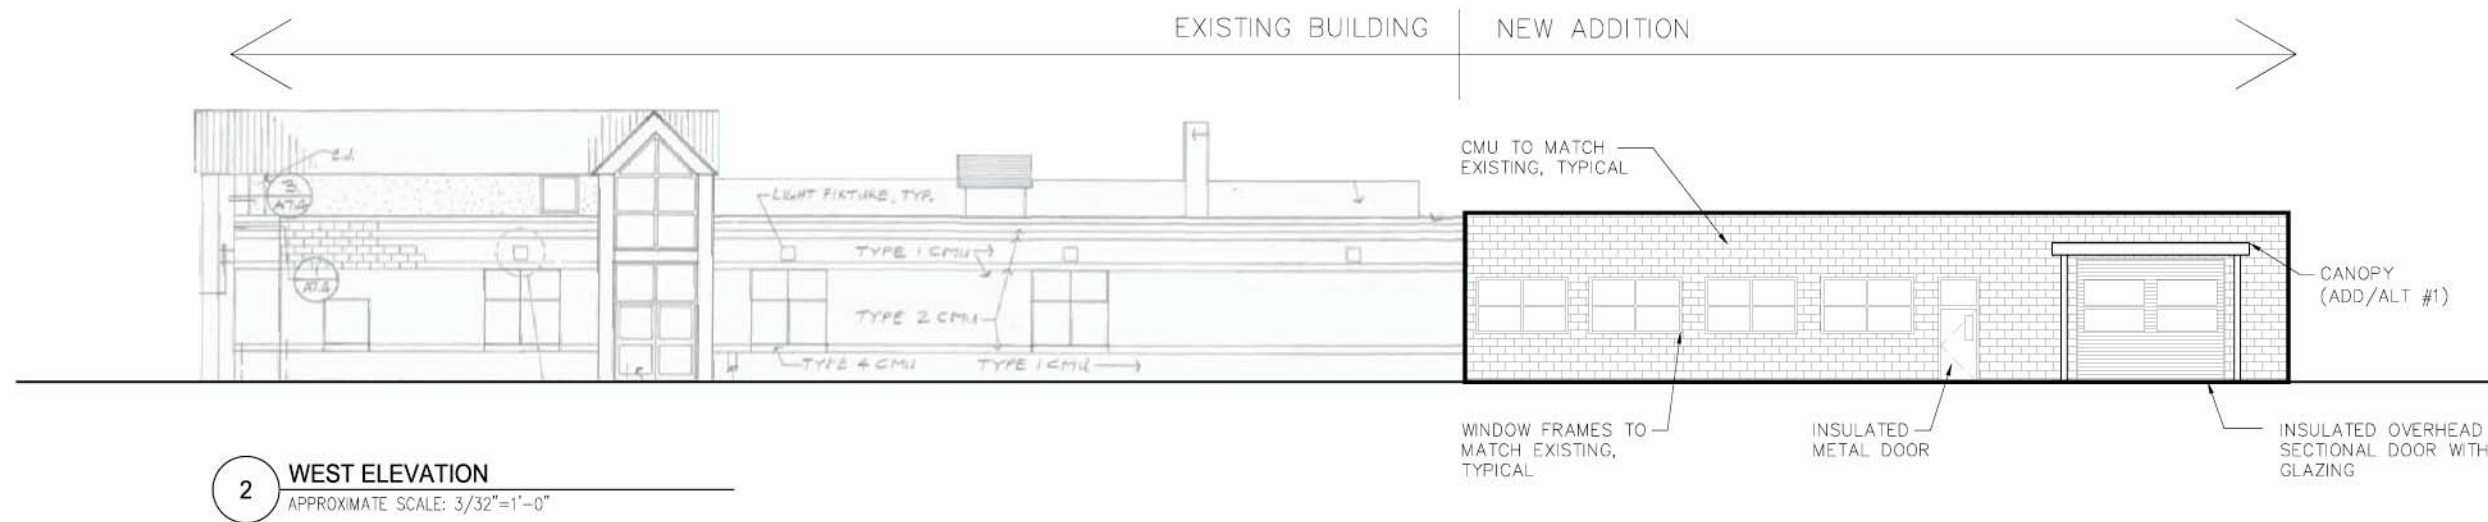 EXISTING BUILDING
NEW ADDITION
CMU TO MATCH
EXISTING, TYPICAL
C.J.
3
A7.2
LIGHT FIXTURE, TYP.
TYPE 1 CMU
TYPE 2 CMU
TYPE 4 CMU
TYPE 1 CMU
CANOPY
(ADD/ALT #1)
WINDOW FRAMES TO
MATCH EXISTING,
TYPICAL
INSULATED
METAL DOOR
INSULATED OVERHEAD
SECTIONAL DOOR WITH
GLAZING
2
WEST ELEVATION
APPROXIMATE SCALE: 3/32"=1'-0"